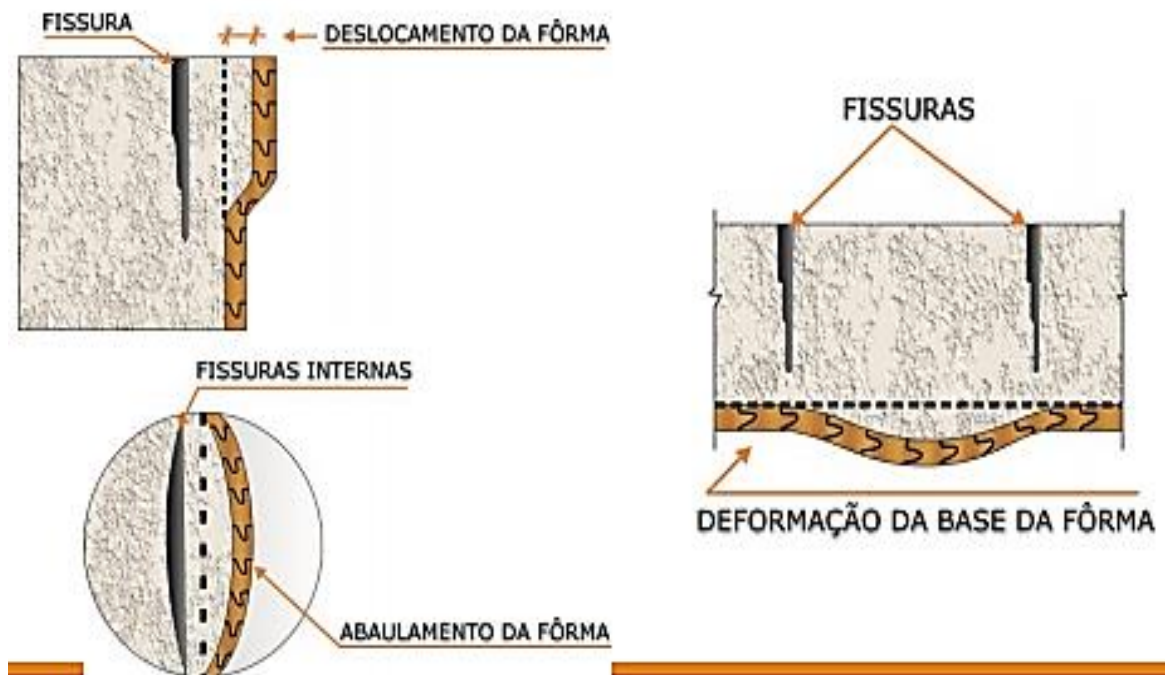 FISSURA
DESLOCAMENTO DA FÔRMA
FISSURAS INTERNAS
ABAULAMENTO DA FÔRMA
FISSURAS
DEFORMAÇÃO DA BASE DA FÔRMA